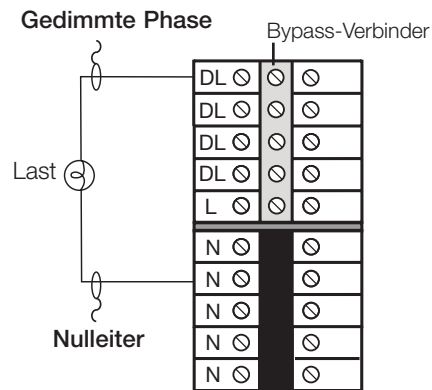 Gedimmte Phase
Bypass-Verbinder
DL
DL
DL
Last
DL
L
N
N
N
Nulleiter
N
N